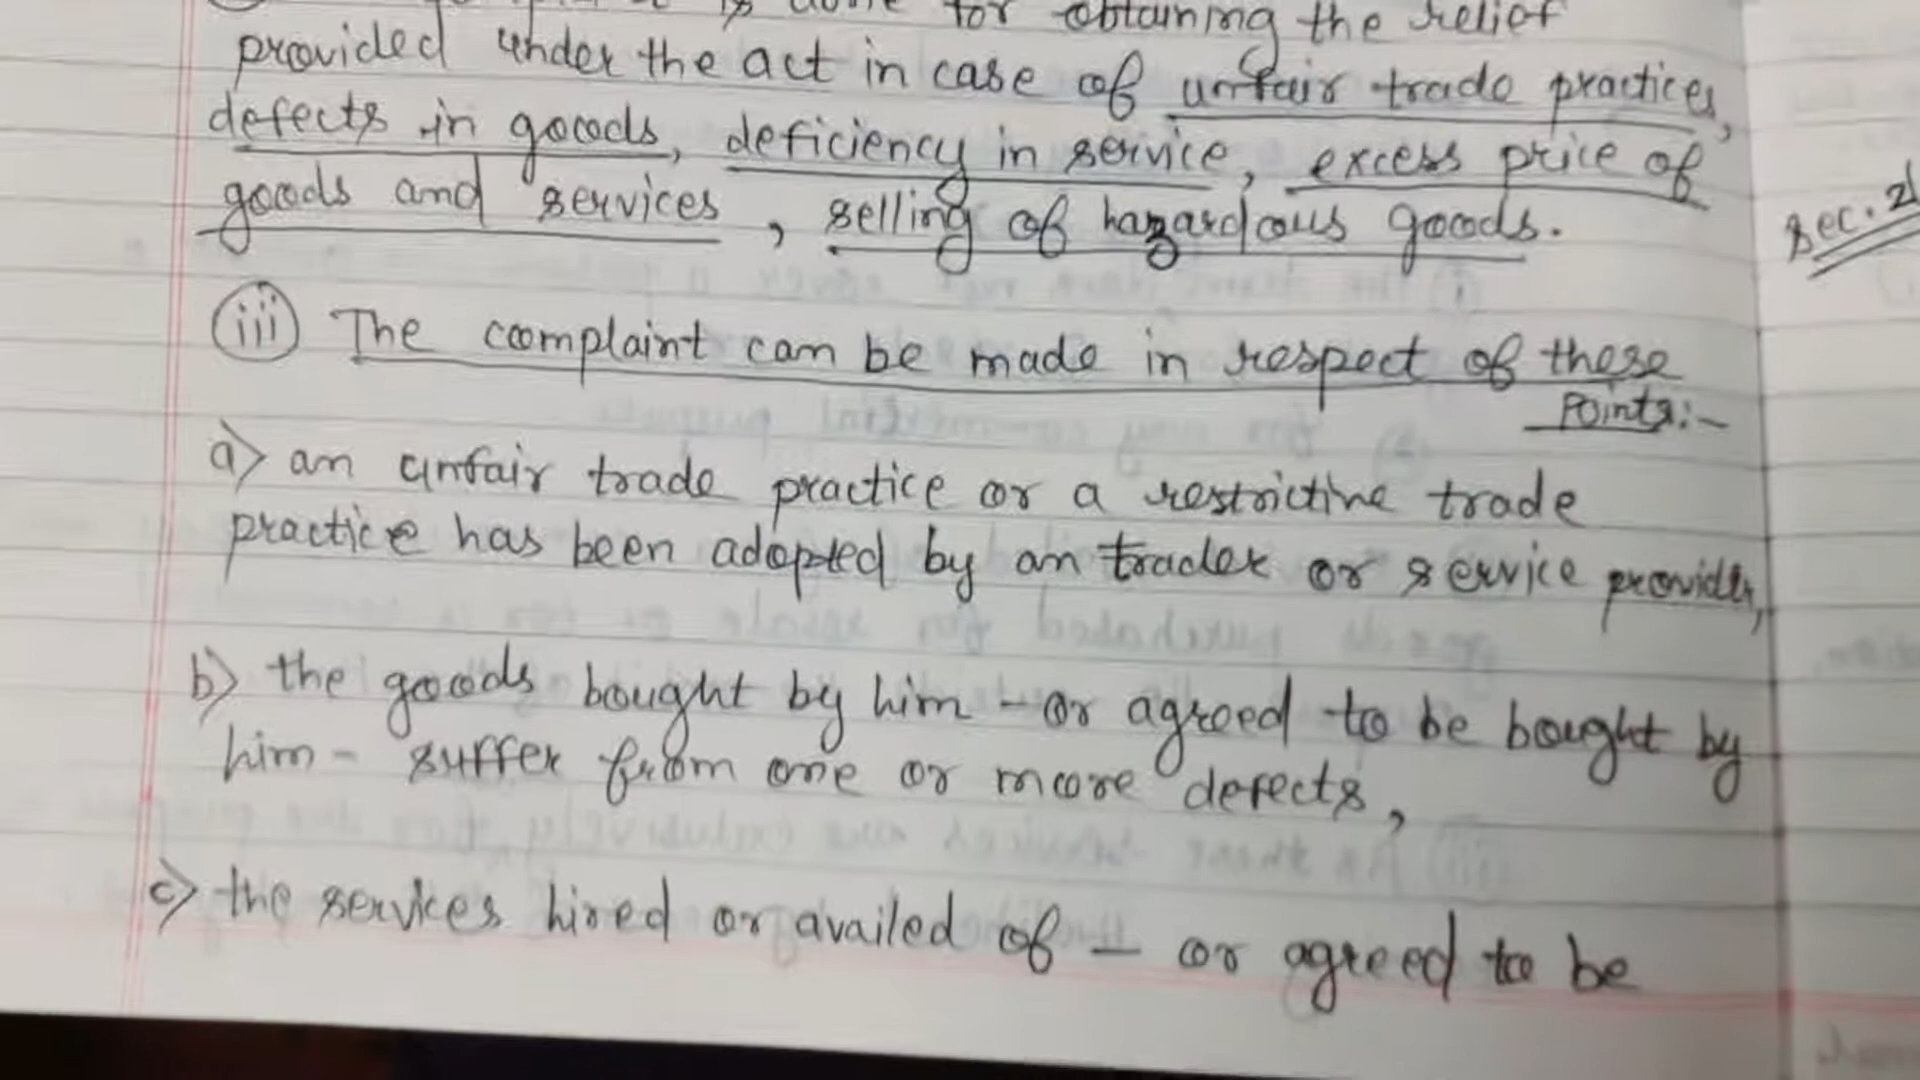 is done for obtaining the relief
provided under the act in case of unfair trade practices,
defects in goods, deficiency in service, excess price of
goods and services, selling of hazardous goods.
sec. 2
(iii) The complaint can be made in respect of these
Points:-
a) an unfair trade practice or a restrictive trade
practice has been adopted by an trader or service provider,
b) the goods bought by him - or agreed to be bought by
him - suffer from one or more defects,
c) the services hired or availed of - or agreed to be